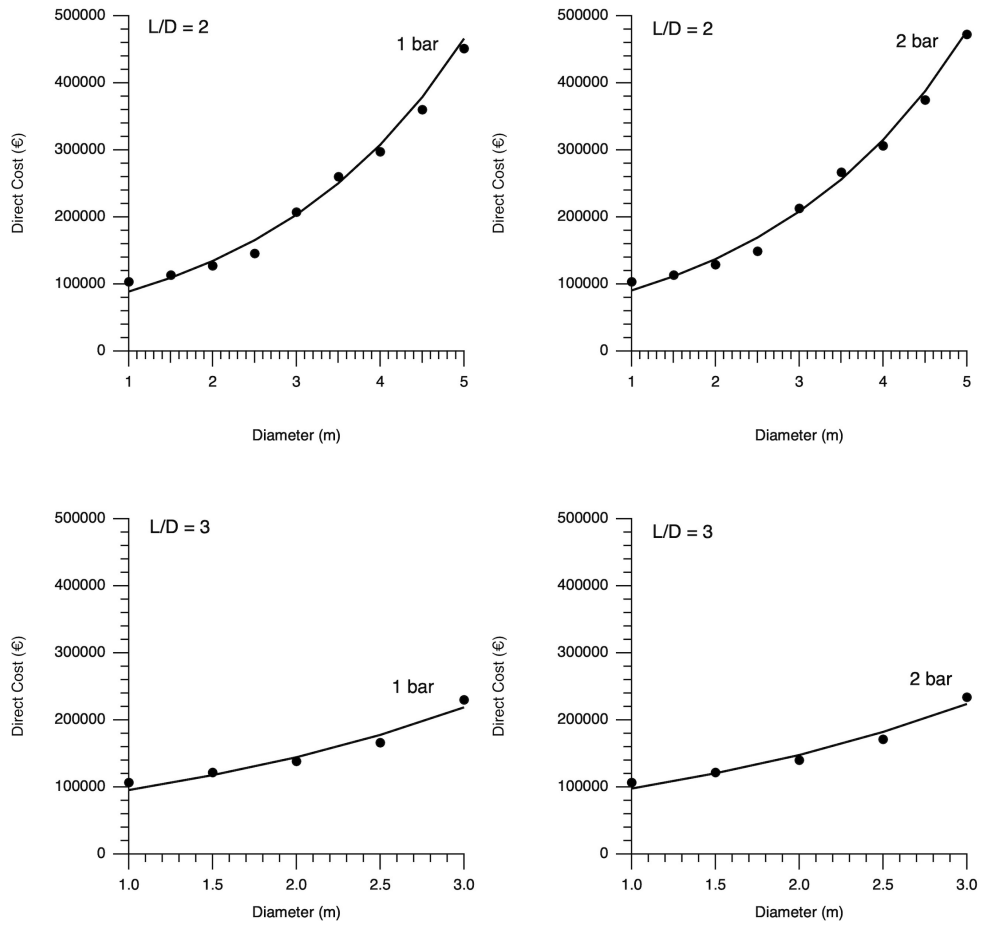 L/D = 2
1 bar
Direct Cost (€)
500000
400000
300000
200000
100000
0
1 2 3 4 5
Diameter (m)
L/D = 2
2 bar
Direct Cost (€)
500000
400000
300000
200000
100000
0
1 2 3 4 5
Diameter (m)
L/D = 3
1 bar
Direct Cost (€)
500000
400000
300000
200000
100000
0
1.0 1.5 2.0 2.5 3.0
Diameter (m)
L/D = 3
2 bar
Direct Cost (€)
500000
400000
300000
200000
100000
0
1.0 1.5 2.0 2.5 3.0
Diameter (m)